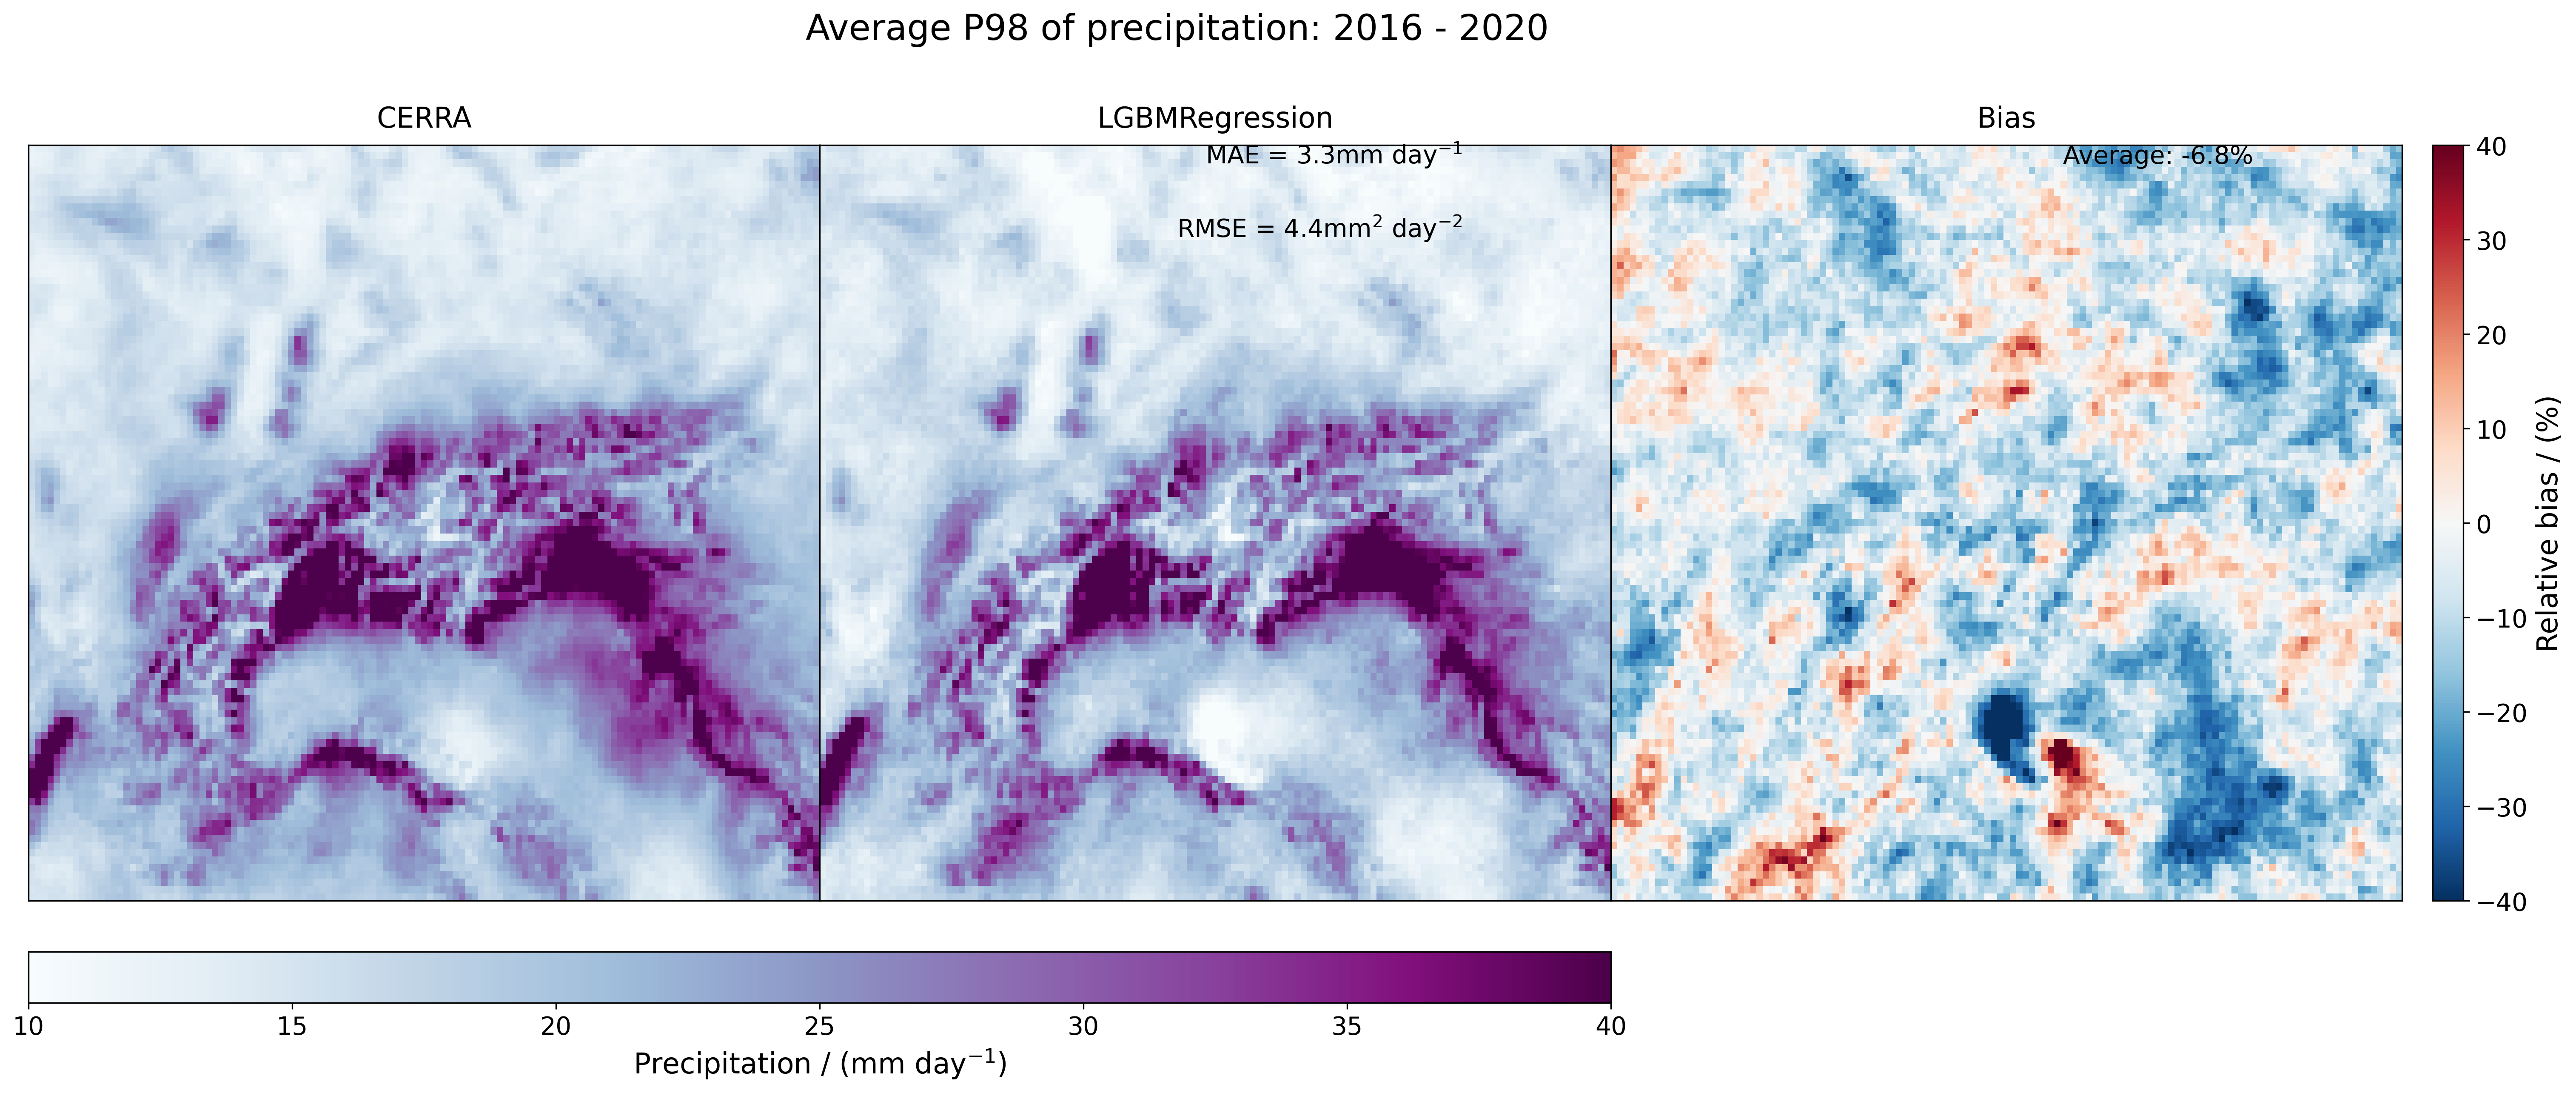 Average P98 of precipitation: 2016 - 2020
CERRA
LGBMRegression
Bias
MAE = 3.3mm day⁻¹
RMSE = 4.4mm² day⁻²
Average: -6.8%
40
30
20
10
0
−10
−20
−30
−40
Relative bias / (%)
10
15
20
25
30
35
40
Precipitation / (mm day⁻¹)